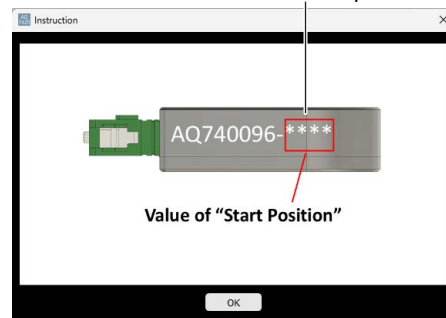 Instruction
AQ740096-****
Value of “Start Position”
OK